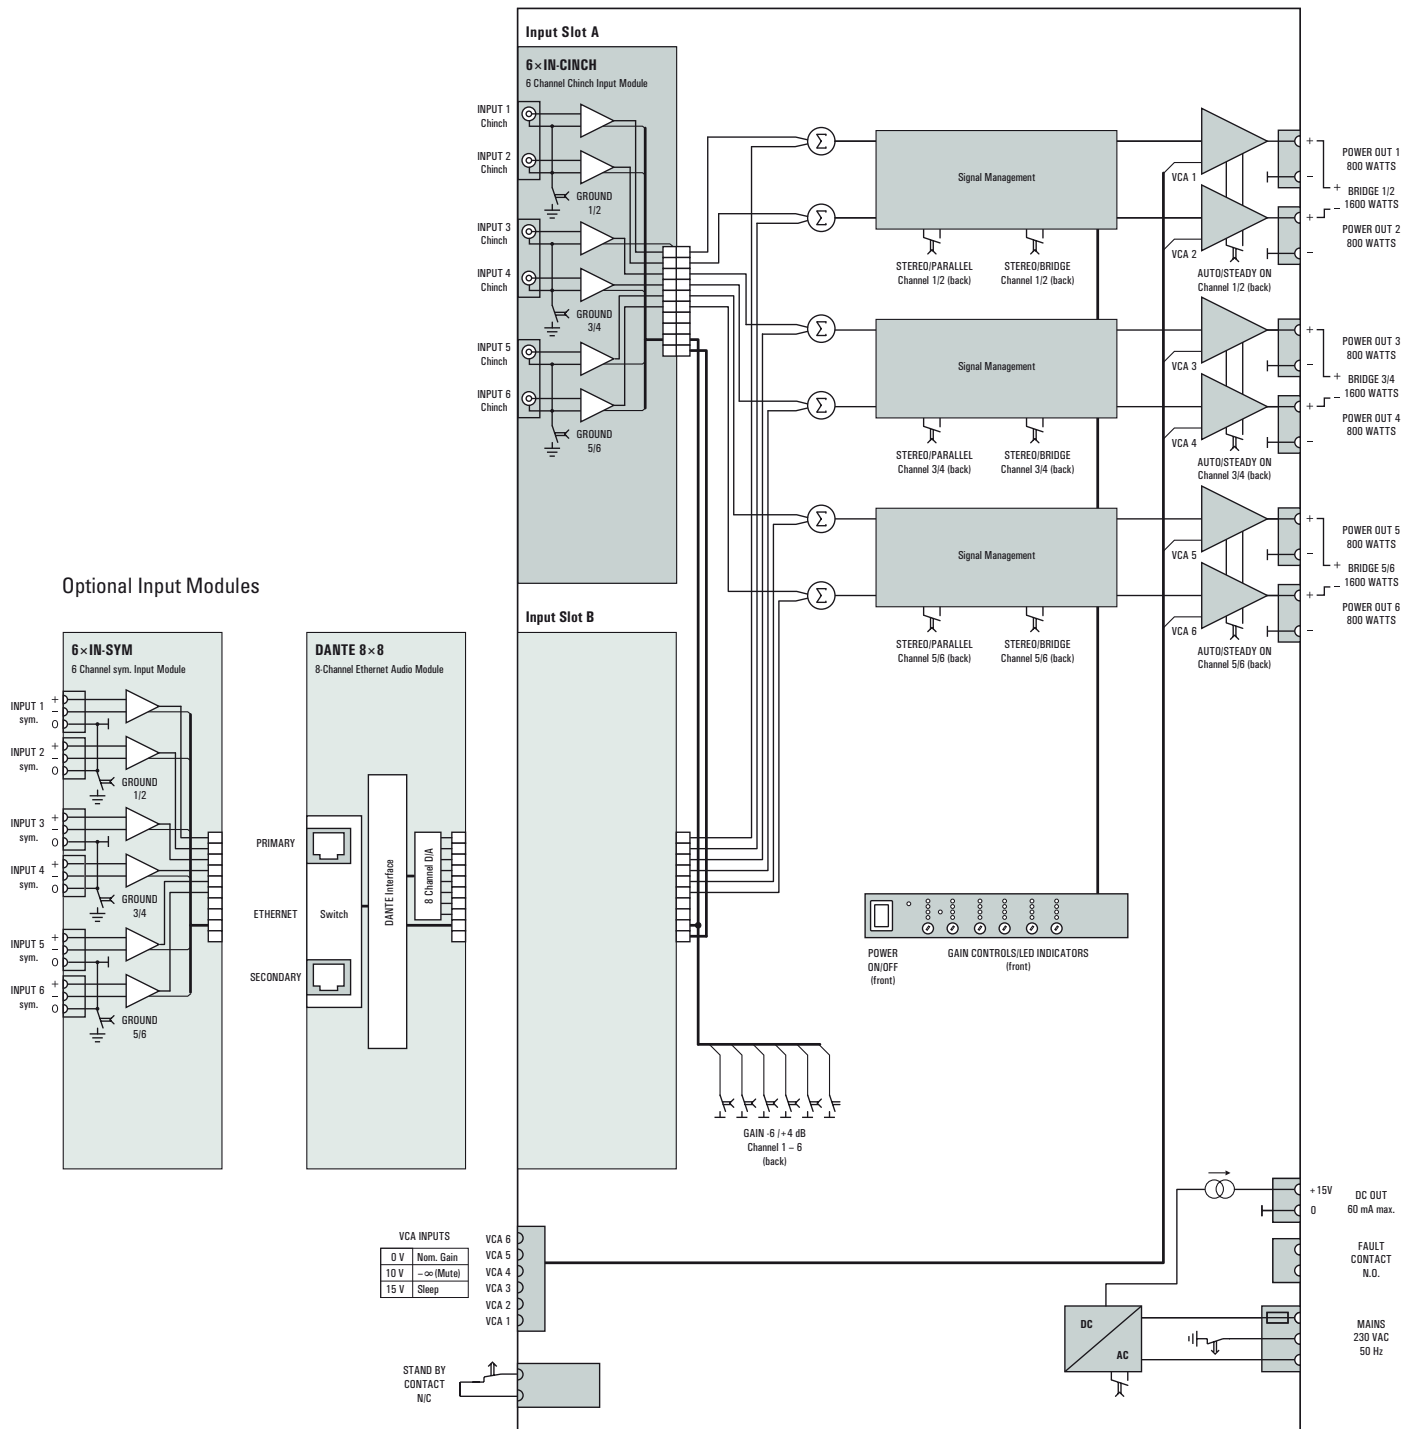 Input Slot A
6×IN-CINCH
6 Channel Chinch Input Module
INPUT 1
Chinch
INPUT 2
Chinch
GROUND
1/2
INPUT 3
Chinch
INPUT 4
Chinch
GROUND
3/4
INPUT 5
Chinch
INPUT 6
Chinch
GROUND
5/6
Σ
Σ
Signal Management
STEREO/PARALLEL
Channel 1/2 (back)
STEREO/BRIDGE
Channel 1/2 (back)
VCA 1
VCA 2
AUTO/STEADY ON
Channel 1/2 (back)
+
−
+
−
POWER OUT 1
800 WATTS
+ BRIDGE 1/2
− 1600 WATTS
POWER OUT 2
800 WATTS
Σ
Σ
Signal Management
STEREO/PARALLEL
Channel 3/4 (back)
STEREO/BRIDGE
Channel 3/4 (back)
VCA 3
VCA 4
AUTO/STEADY ON
Channel 3/4 (back)
+
−
+
−
POWER OUT 3
800 WATTS
+ BRIDGE 3/4
− 1600 WATTS
POWER OUT 4
800 WATTS
Σ
Σ
Signal Management
STEREO/PARALLEL
Channel 5/6 (back)
STEREO/BRIDGE
Channel 5/6 (back)
VCA 5
VCA 6
AUTO/STEADY ON
Channel 5/6 (back)
+
−
+
−
POWER OUT 5
800 WATTS
+ BRIDGE 5/6
− 1600 WATTS
POWER OUT 6
800 WATTS
Optional Input Modules
6×IN-SYM
6 Channel sym. Input Module
INPUT 1
sym.
+
−
0
INPUT 2
sym.
+
−
0
GROUND
1/2
INPUT 3
sym.
+
−
0
INPUT 4
sym.
+
−
0
GROUND
3/4
INPUT 5
sym.
+
−
0
INPUT 6
sym.
+
−
0
GROUND
5/6
DANTE 8×8
8-Channel Ethernet Audio Module
PRIMARY
ETHERNET
SECONDARY
Switch
DANTE Interface
8 Channel D/A
Input Slot B
POWER
ON/OFF
(front)
GAIN CONTROLS/LED INDICATORS
(front)
GAIN -6 /+4 dB
Channel 1 – 6
(back)
VCA INPUTS
0 V Nom. Gain
10 V −∞ (Mute)
15 V Sleep
VCA 6
VCA 5
VCA 4
VCA 3
VCA 2
VCA 1
STAND BY
CONTACT
N/C
+15V
0
DC OUT
60 mA max.
FAULT
CONTACT
N.O.
DC
AC
MAINS
230 VAC
50 Hz